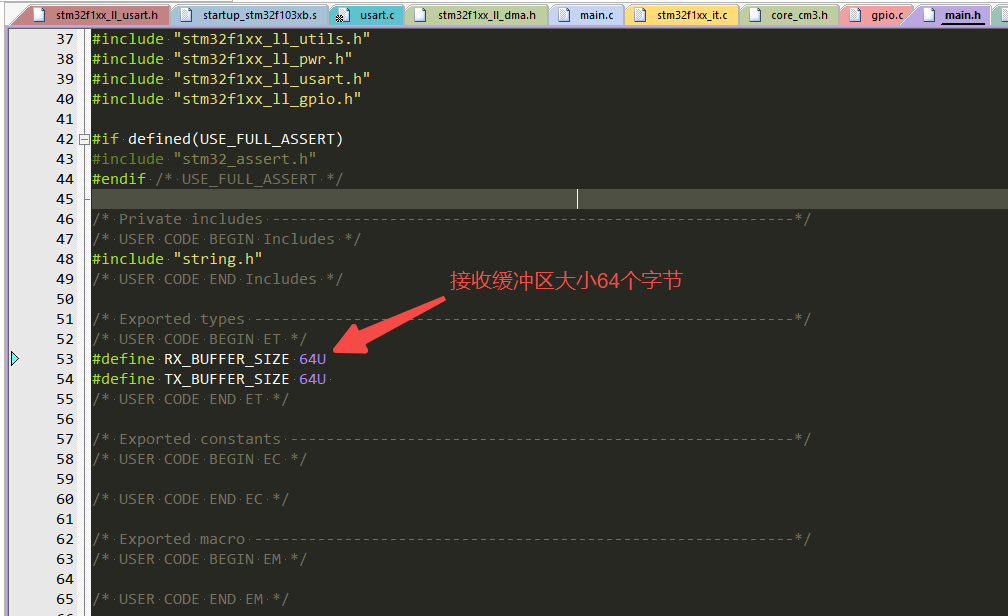 stm32f1xx_ll_usart.h startup_stm32f103xb.s usart.c stm32f1xx_ll_dma.h main.c stm32f1xx_it.c core_cm3.h gpio.c main.h
37 #include "stm32f1xx_ll_utils.h"
38 #include "stm32f1xx_ll_pwr.h"
39 #include "stm32f1xx_ll_usart.h"
40 #include "stm32f1xx_ll_gpio.h"
41
42 #if defined(USE_FULL_ASSERT)
43 #include "stm32_assert.h"
44 #endif /* USE_FULL_ASSERT */
45
46 /* Private includes ----------------------------------------------------------*/
47 /* USER CODE BEGIN Includes */
48 #include "string.h"
49 /* USER CODE END Includes */
接收缓冲区大小64个字节
50
51 /* Exported types ------------------------------------------------------------*/
52 /* USER CODE BEGIN ET */
53 #define RX_BUFFER_SIZE 64U
54 #define TX_BUFFER_SIZE 64U
55 /* USER CODE END ET */
56
57 /* Exported constants --------------------------------------------------------*/
58 /* USER CODE BEGIN EC */
59
60 /* USER CODE END EC */
61
62 /* Exported macro ------------------------------------------------------------*/
63 /* USER CODE BEGIN EM */
64
65 /* USER CODE END EM */